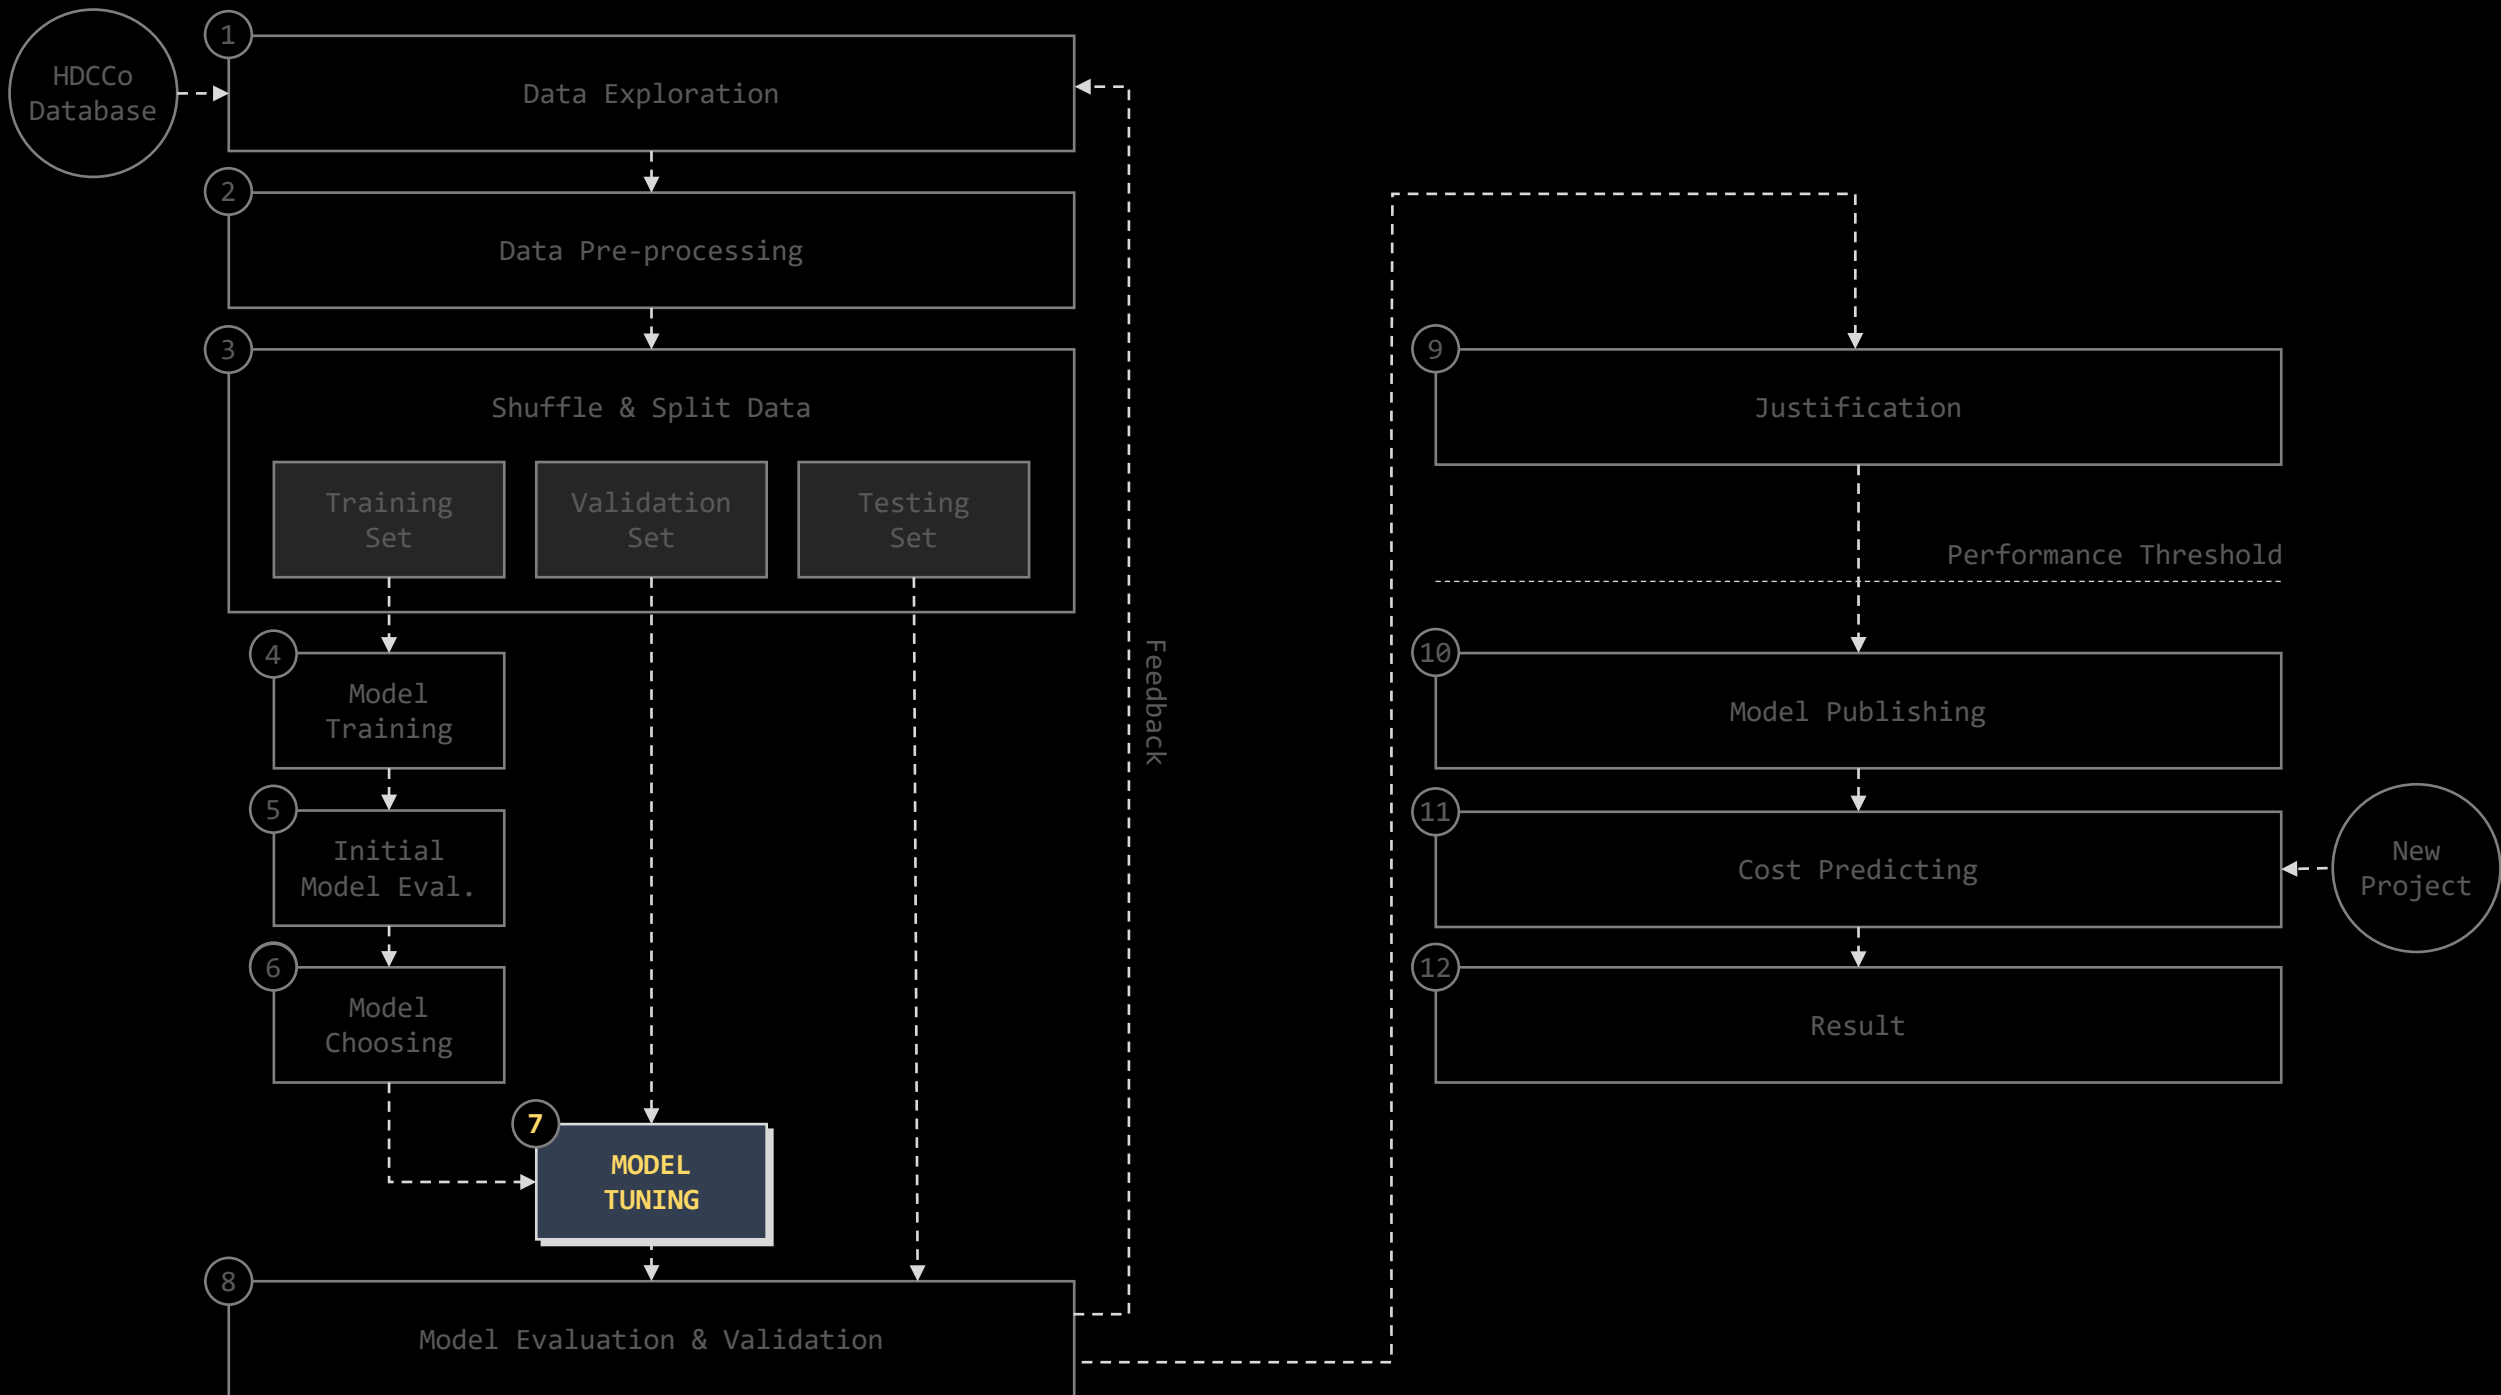 HDCCo
Database
1
Data Exploration
2
Data Pre-processing
3
Shuffle & Split Data
Training
Set
Validation
Set
Testing
Set
4
Model
Training
5
Initial
Model Eval.
6
Model
Choosing
7
MODEL
TUNING
8
Model Evaluation & Validation
Feedback
9
Justification
Performance Threshold
10
Model Publishing
11
Cost Predicting
New
Project
12
Result